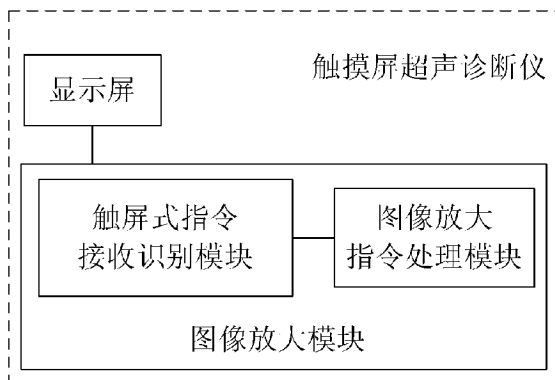 触摸屏超声诊断仪
显示屏
触屏式指令
接收识别模块
图像放大
指令处理模块
图像放大模块